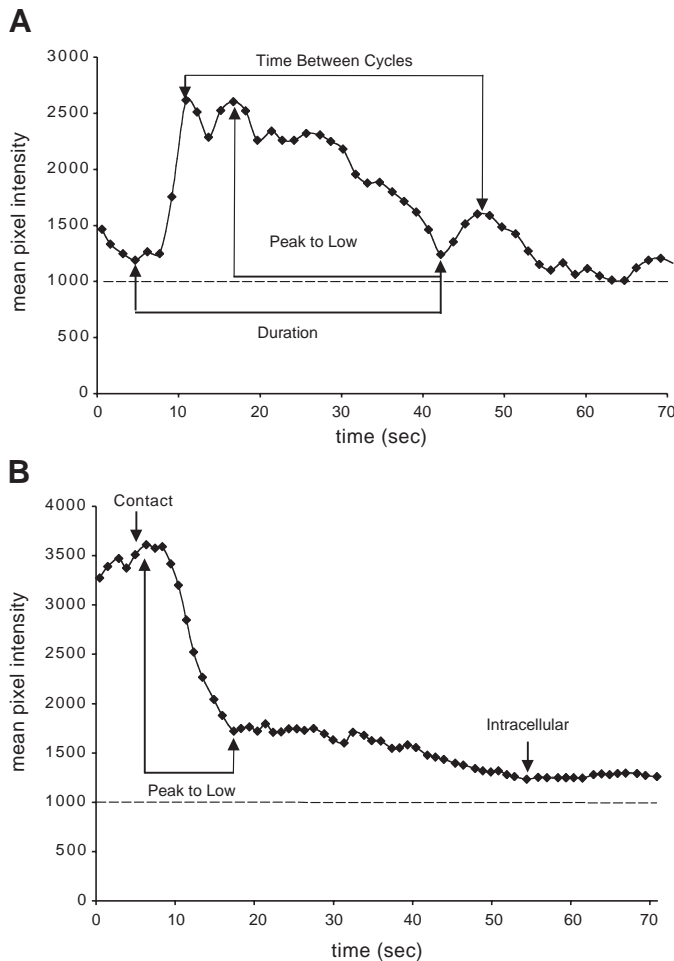 A
3000
Time Between Cycles
2500
2000
mean pixel intensity
1500
Peak to Low
1000
500
Duration
0
0 10 20 30 40 50 60 70
time (sec)
B
Contact
4000
3500
3000
mean pixel intensity
2500
2000
Intracellular
1500
Peak to Low
1000
500
0
0 10 20 30 40 50 60 70
time (sec)